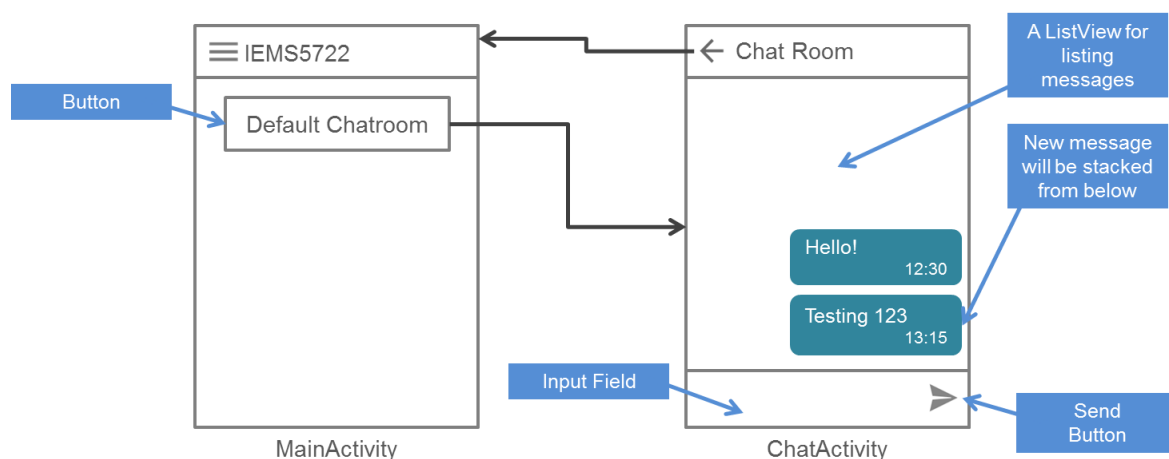 IEMS5722
Button
Default Chatroom
MainActivity
Chat Room
A ListView for
listing
messages
New message
will be stacked
from below
Hello!
12:30
Testing 123
13:15
Input Field
Send
Button
ChatActivity